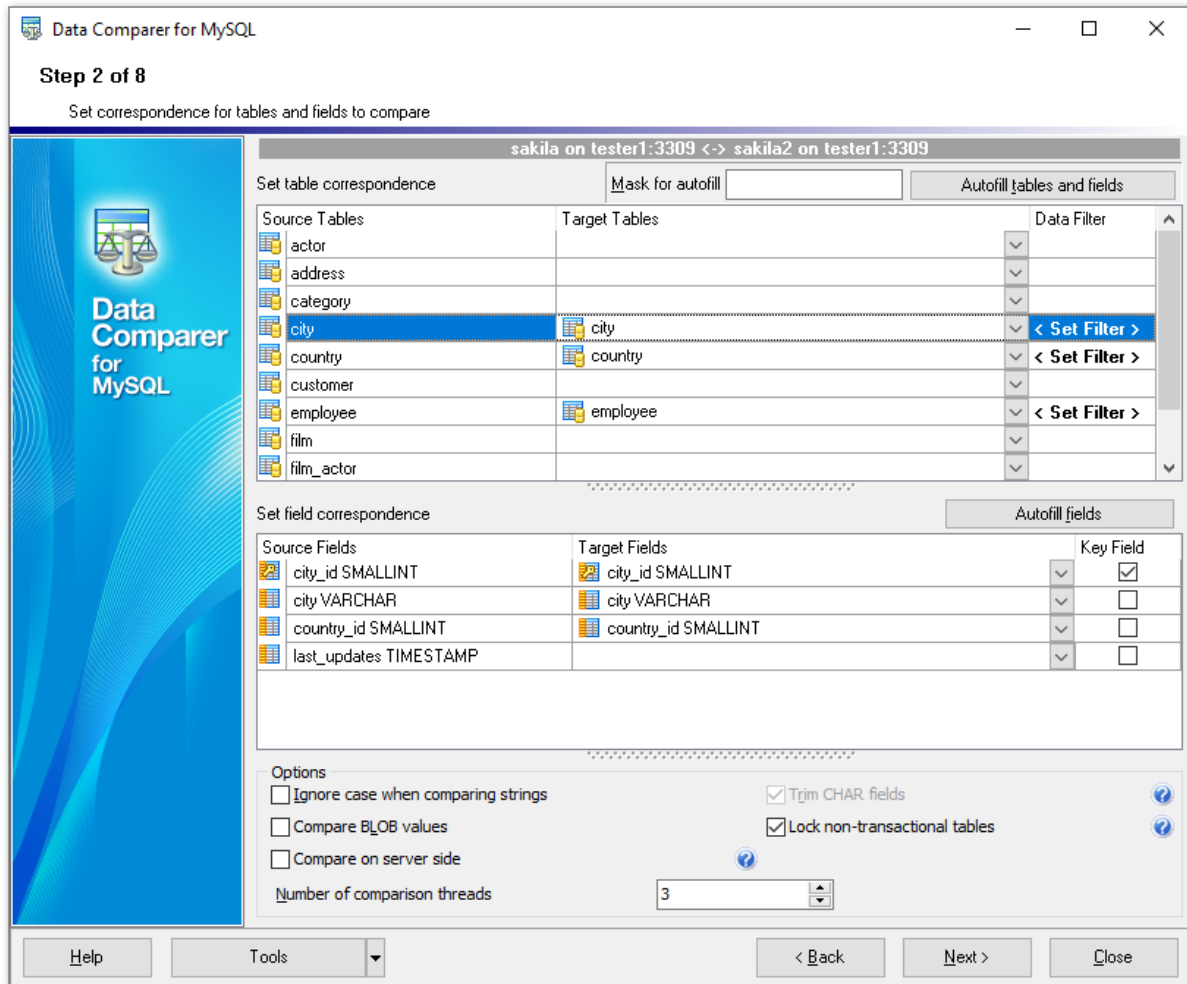 Data Comparer for MySQL
Step 2 of 8
Set correspondence for tables and fields to compare
Data
Comparer
for
MySQL
sakila on tester1:3309 <-> sakila2 on tester1:3309
Set table correspondence Mask for autofill Autofill tables and fields
Source Tables Target Tables Data Filter
actor
address
category
city city < Set Filter >
country country < Set Filter >
customer
employee employee < Set Filter >
film
film_actor
Set field correspondence Autofill fields
Source Fields Target Fields Key Field
city_id SMALLINT city_id SMALLINT
city VARCHAR city VARCHAR
country_id SMALLINT country_id SMALLINT
last_updates TIMESTAMP
Options
Ignore case when comparing strings Trim CHAR fields
Compare BLOB values Lock non-transactional tables
Compare on server side
Number of comparison threads 3
Help Tools < Back Next > Close